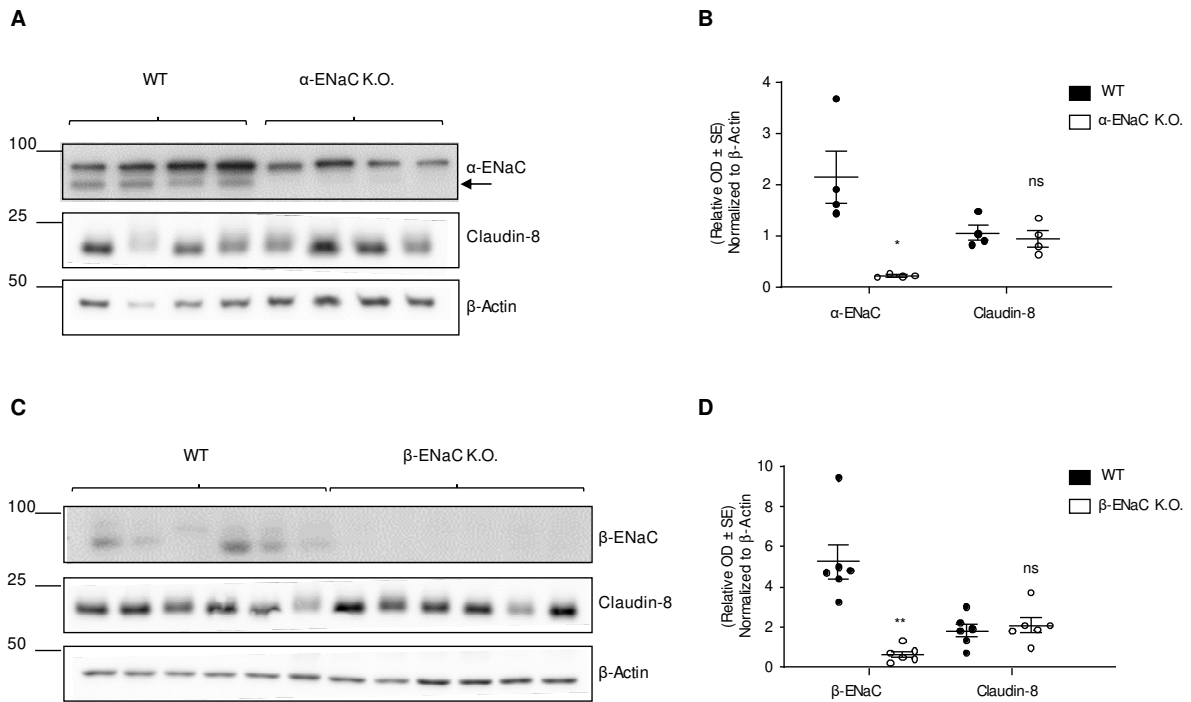 A
WT
α-ENaC K.O.
100
α-ENaC
25
Claudin-8
50
β-Actin
B
(Relative OD ± SE)
Normalized to β-Actin
4
3
2
1
0
*
ns
α-ENaC
Claudin-8
WT
α-ENaC K.O.
C
WT
β-ENaC K.O.
100
β-ENaC
25
Claudin-8
50
β-Actin
D
(Relative OD ± SE)
Normalized to β-Actin
10
8
6
4
2
0
**
ns
β-ENaC
Claudin-8
WT
β-ENaC K.O.